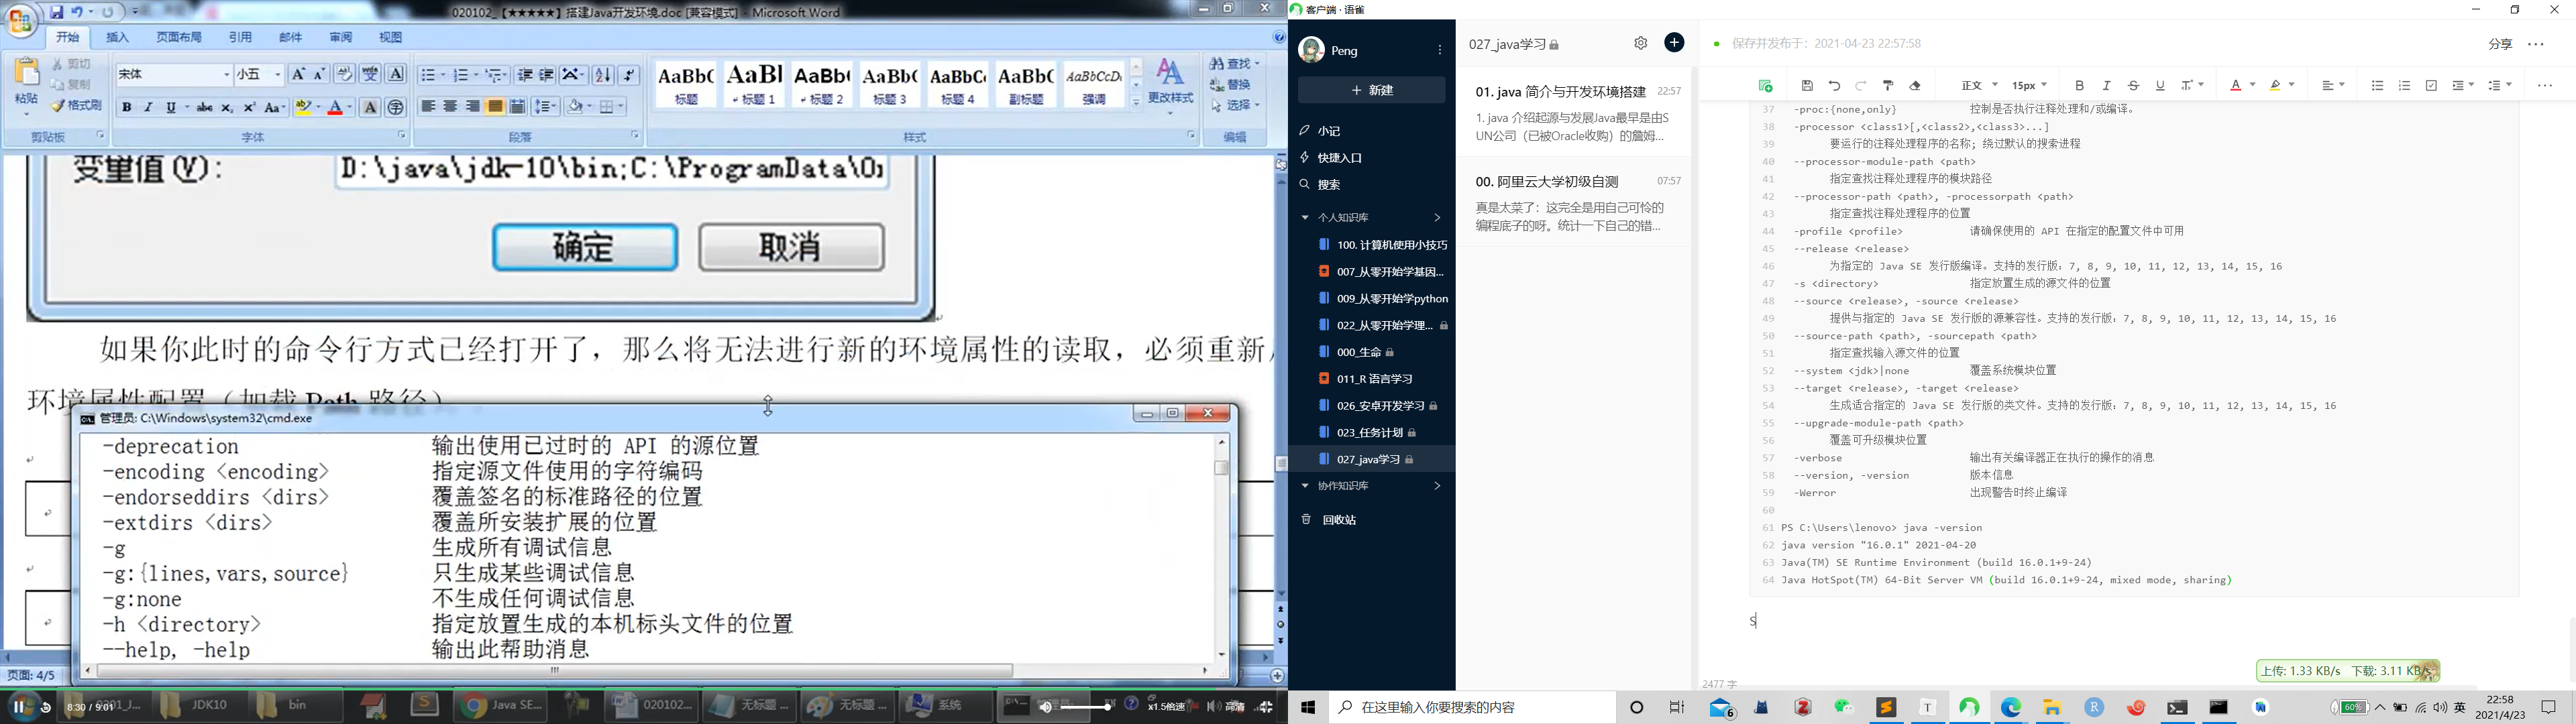 020102_【★★★★★】搭建Java开发环境.doc [兼容模式] - Microsoft Word
开始 插入 页面布局 引用 邮件 审阅 视图
粘贴 剪切 复制 格式刷 剪贴板
宋体 小五 字体
段落
AaBbC 标题
AaBl 标题 1
AaBb( 标题 2
AaBbC 标题 3
AaBbCc 标题 4
AaBbC 副标题
AaBbCcDc 强调
更改样式 样式
查找 替换 选择 编辑
变量值(V): D:\java\jdk-10\bin;C:\ProgramData\O
确定 取消
如果你此时的命令行方式已经打开了，那么将无法进行新的环境属性的读取，必须重新
环境属性配置（加载 Path 路径）
管理员: C:\Windows\system32\cmd.exe
-deprecation 输出使用已过时的 API 的源位置
-encoding <encoding> 指定源文件使用的字符编码
-endorseddirs <dirs> 覆盖签名的标准路径的位置
-extdirs <dirs> 覆盖所安装扩展的位置
-g 生成所有调试信息
-g:{lines,vars,source} 只生成某些调试信息
-g:none 不生成任何调试信息
-h <directory> 指定放置生成的本机标头文件的位置
--help, -help 输出此帮助消息
页面: 4/5
8:30 / 9:01 JDK10 bin Java SE... 020102... 无标题 ... 无标题 ... 系统 x1.5倍速 高清
客户端 · 语雀
Peng
新建
小记
快捷入口
搜索
个人知识库
100. 计算机使用小技巧
007_从零开始学基因...
009_从零开始学python
022_从零开始学理...
000_生命
011_R 语言学习
026_安卓开发学习
023_任务计划
027_java学习
协作知识库
回收站
027_java学习
01. java 简介与开发环境搭建 22:57
1. java 介绍起源与发展Java最早是由S
UN公司（已被Oracle收购）的詹姆...
00. 阿里云大学初级自测 07:57
真是太菜了：这完全是用自己可怜的
编程底子的呀。统计一下自己的错...
保存并发布于：2021-04-23 22:57:58 分享
正文 15px
37 -proc:{none,only} 控制是否执行注释处理和/或编译。
38 -processor <class1>[,<class2>,<class3>...]
39 要运行的注释处理程序的名称; 绕过默认的搜索进程
40 --processor-module-path <path>
41 指定查找注释处理程序的模块路径
42 --processor-path <path>, -processorpath <path>
43 指定查找注释处理程序的位置
44 -profile <profile> 请确保使用的 API 在指定的配置文件中可用
45 --release <release>
46 为指定的 Java SE 发行版编译。支持的发行版: 7, 8, 9, 10, 11, 12, 13, 14, 15, 16
47 -s <directory> 指定放置生成的源文件的位置
48 --source <release>, -source <release>
49 提供与指定的 Java SE 发行版的源兼容性。支持的发行版: 7, 8, 9, 10, 11, 12, 13, 14, 15, 16
50 --source-path <path>, -sourcepath <path>
51 指定查找输入源文件的位置
52 --system <jdk>|none 覆盖系统模块位置
53 --target <release>, -target <release>
54 生成适合指定的 Java SE 发行版的类文件。支持的发行版: 7, 8, 9, 10, 11, 12, 13, 14, 15, 16
55 --upgrade-module-path <path>
56 覆盖可升级模块位置
57 -verbose 输出有关编译器正在执行的操作的消息
58 --version, -version 版本信息
59 -Werror 出现警告时终止编译
60
61 PS C:\Users\lenovo> java -version
62 java version "16.0.1" 2021-04-20
63 Java(TM) SE Runtime Environment (build 16.0.1+9-24)
64 Java HotSpot(TM) 64-Bit Server VM (build 16.0.1+9-24, mixed mode, sharing)
S
上传: 1.33 KB/s 下载: 3.11 KB/s
2477 字
在这里输入你要搜索的内容
6 60% 英 22:58
2021/4/23